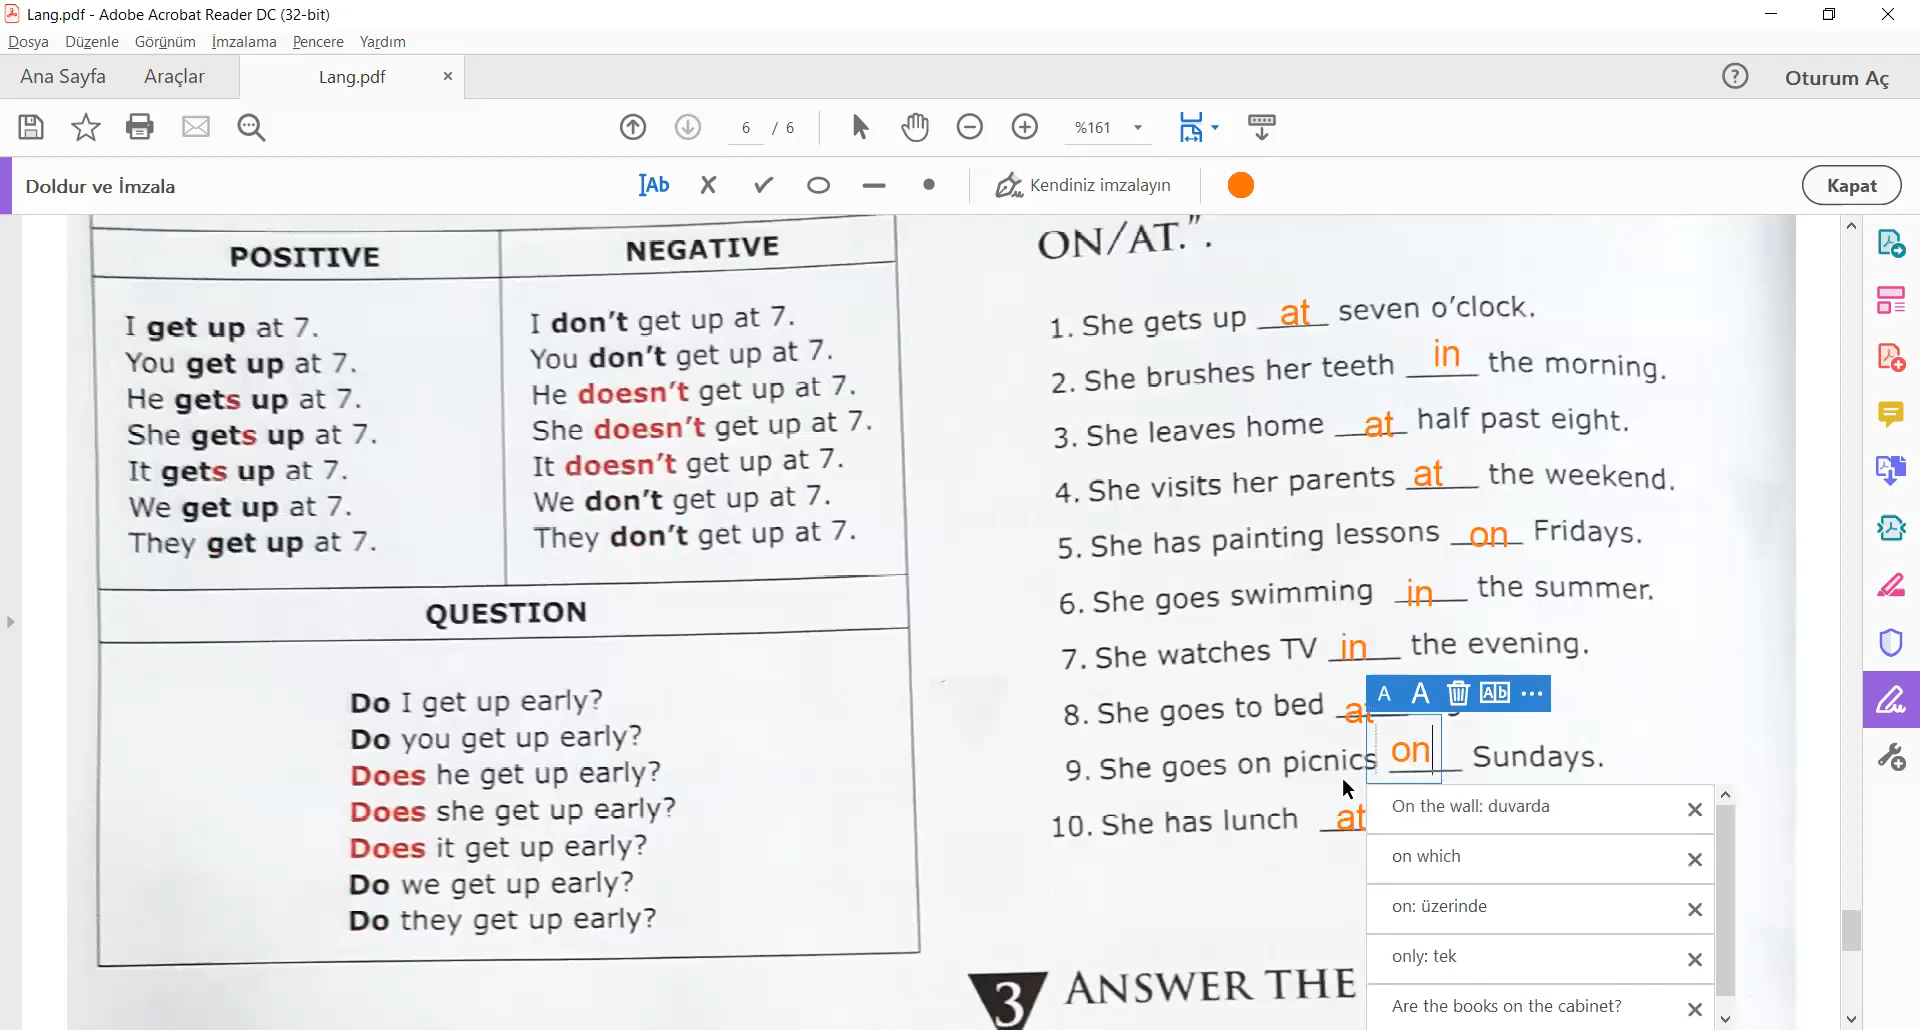 Lang.pdf - Adobe Acrobat Reader DC (32-bit)
Dosya Düzenle Görünüm İmzalama Pencere Yardım
Ana Sayfa Araçlar Lang.pdf Oturum Aç
6 / 6 %161
Doldur ve İmzala Ab Kendiniz imzalayın Kapat
POSITIVE
I get up at 7.
You get up at 7.
He gets up at 7.
She gets up at 7.
It gets up at 7.
We get up at 7.
They get up at 7.
NEGATIVE
I don't get up at 7.
You don't get up at 7.
He doesn't get up at 7.
She doesn't get up at 7.
It doesn't get up at 7.
We don't get up at 7.
They don't get up at 7.
QUESTION
Do I get up early?
Do you get up early?
Does he get up early?
Does she get up early?
Does it get up early?
Do we get up early?
Do they get up early?
ON/AT.".
1. She gets up at seven o'clock.
2. She brushes her teeth in the morning.
3. She leaves home at half past eight.
4. She visits her parents at the weekend.
5. She has painting lessons on Fridays.
6. She goes swimming in the summer.
7. She watches TV in the evening.
A A Ab
8. She goes to bed at
9. She goes on picnics on Sundays.
10. She has lunch at
On the wall: duvarda
on which
on: üzerinde
only: tek
Are the books on the cabinet?
3 ANSWER THE